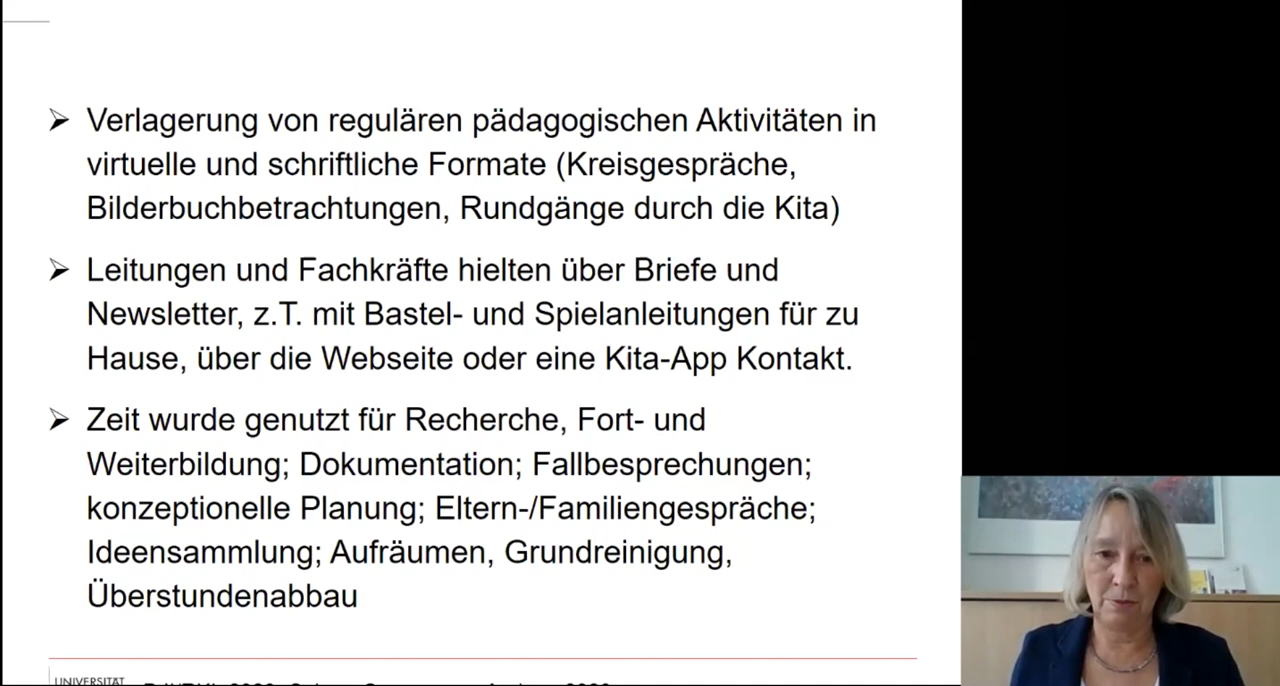 Verlagerung von regulären pädagogischen Aktivitäten in
virtuelle und schriftliche Formate (Kreisgespräche,
Bilderbuchbetrachtungen, Rundgänge durch die Kita)
Leitungen und Fachkräfte hielten über Briefe und
Newsletter, z.T. mit Bastel- und Spielanleitungen für zu
Hause, über die Webseite oder eine Kita-App Kontakt.
Zeit wurde genutzt für Recherche, Fort- und
Weiterbildung; Dokumentation; Fallbesprechungen;
konzeptionelle Planung; Eltern-/Familiengespräche;
Ideensammlung; Aufräumen, Grundreinigung,
Überstundenabbau
UNIVERSITÄT